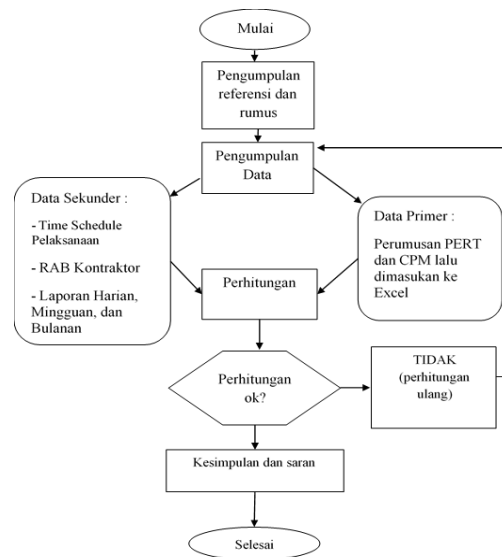 Mulai
Pengumpulan
referensi dan
rumus
Pengumpulan
Data
Data Sekunder :
- Time Schedule
Pelaksanaan
- RAB Kontraktor
- Laporan Harian,
Mingguan, dan
Bulanan
Data Primer :
Perumusan PERT
dan CPM lalu
dimasukan ke
Excel
Perhitungan
Perhitungan
ok?
TIDAK
(perhitungan
ulang)
Kesimpulan dan saran
Selesai